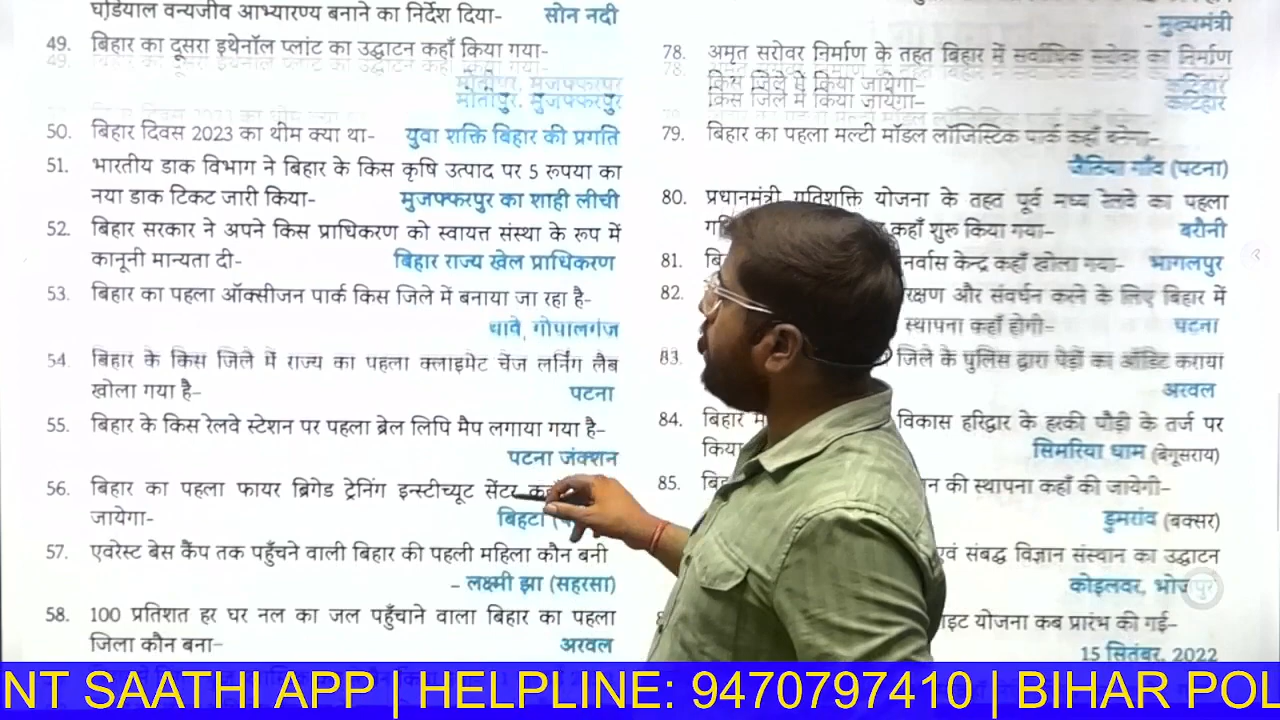 घड़ियाल वन्यजीव आभ्यारण्य बनाने का निर्देश दिया- सोन नदी
49. बिहार का दूसरा इथेनॉल प्लांट का उद्घाटन कहाँ किया गया-
मोतीपुर, मुजफ्फरपुर
50. बिहार दिवस 2023 का थीम क्या था- युवा शक्ति बिहार की प्रगति
51. भारतीय डाक विभाग ने बिहार के किस कृषि उत्पाद पर 5 रूपया का
नया डाक टिकट जारी किया- मुजफ्फरपुर का शाही लीची
52. बिहार सरकार ने अपने किस प्राधिकरण को स्वायत्त संस्था के रूप में
कानूनी मान्यता दी- बिहार राज्य खेल प्राधिकरण
53. बिहार का पहला ऑक्सीजन पार्क किस जिले में बनाया जा रहा है-
थावे, गोपालगंज
54 बिहार के किस जिले में राज्य का पहला क्लाइमेट चेंज लर्निंग लैब
खोला गया है- पटना
55. बिहार के किस रेलवे स्टेशन पर पहला ब्रेल लिपि मैप लगाया गया है-
पटना जंक्शन
56. बिहार का पहला फायर ब्रिगेड ट्रेनिंग इन्स्टीच्यूट सेंटर
जायेगा- बिहटा
57. एवरेस्ट बेस कैंप तक पहुँचने वाली बिहार की पहली महिला कौन बनी
- लक्ष्मी झा (सहरसा)
58. 100 प्रतिशत हर घर नल का जल पहुँचाने वाला बिहार का पहला
जिला कौन बना- अरवल
- मुख्यमंत्री
78. अमृत सरोवर निर्माण के तहत बिहार में सर्वाधिक सरोवर का निर्माण
किस जिले में किया जायेगा- कटिहार
79. बिहार का पहला मल्टी मॉडल लॉजिस्टिक पार्क कहाँ बनेगा-
जैतिया गाँव (पटना)
80. प्रधानमंत्री गतिशक्ति योजना के तहत पूर्व मध्य रेलवे का पहला
कहाँ शुरू किया गया- बरौनी
81. नर्वास केन्द्र कहाँ खोला गया- भागलपुर
82. रक्षण और संवर्धन करने के लिए बिहार में
स्थापना कहाँ होगी- पटना
83. जिले के पुलिस द्वारा पेड़ों का ऑडिट कराया
अरवल
84. बिहार में विकास हरिद्वार के हरकी पौड़ी के तर्ज पर
किया सिमरिया धाम (बेगूसराय)
85. न की स्थापना कहाँ की जायेगी-
डुमरांव (बक्सर)
एवं संबद्ध विज्ञान संस्थान का उद्घाटन
कोइलवर, भोजपुर
इट योजना कब प्रारंभ की गई-
15 सितंबर, 2022
NT SAATHI APP | HELPLINE: 9470797410 | BIHAR POL